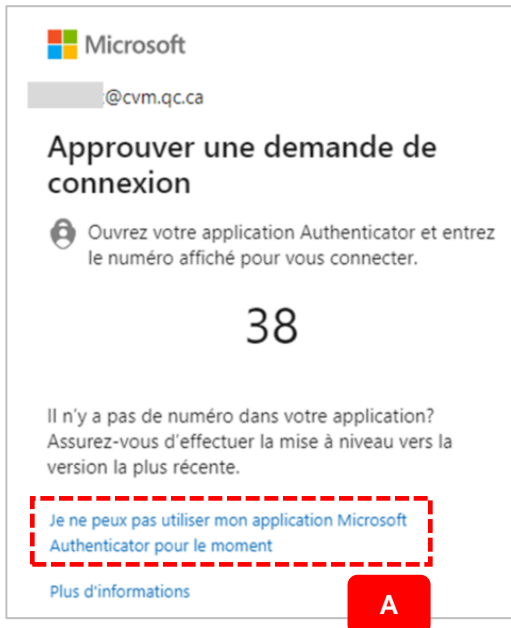 Microsoft
@cvm.qc.ca
Approuver une demande de
connexion
Ouvrez votre application Authenticator et entrez
le numéro affiché pour vous connecter.
38
Il n'y a pas de numéro dans votre application?
Assurez-vous d'effectuer la mise à niveau vers la
version la plus récente.
Je ne peux pas utiliser mon application Microsoft
Authenticator pour le moment
Plus d'informations
A